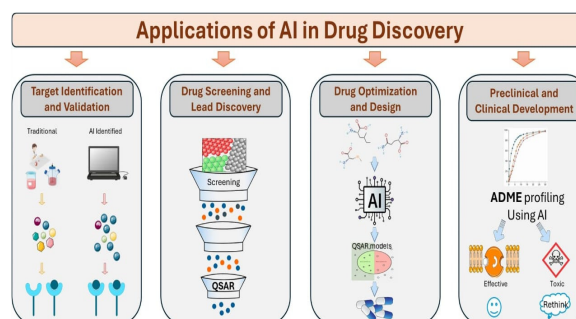 Applications of AI in Drug Discovery
Target Identification
and Validation
Traditional
AI Identified
Drug Screening and
Lead Discovery
Screening
QSAR
Drug Optimization
and Design
AI
QSAR models
Preclinical and
Clinical Development
ADME profiling
Using AI
Effective
Toxic
Rethink